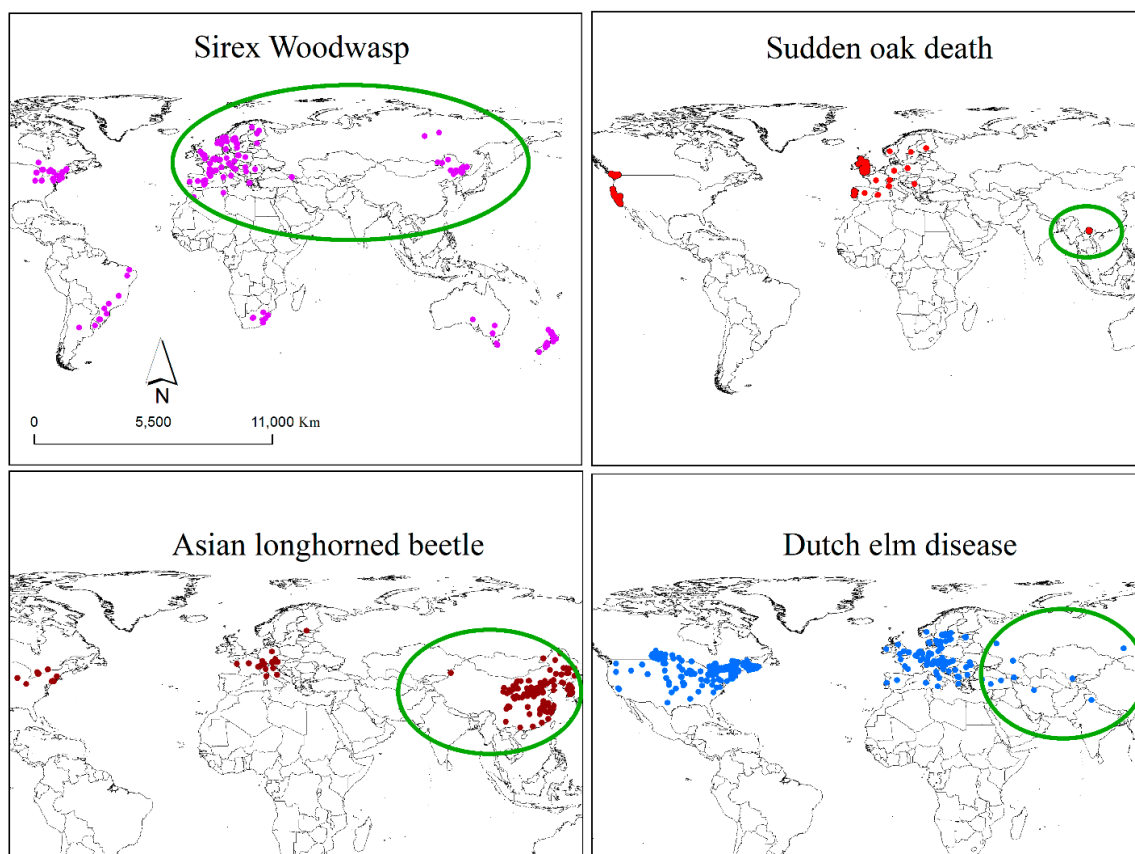 Sirex Woodwasp
Sudden oak death
N
0 5,500 11,000 Km
Asian longhorned beetle
Dutch elm disease